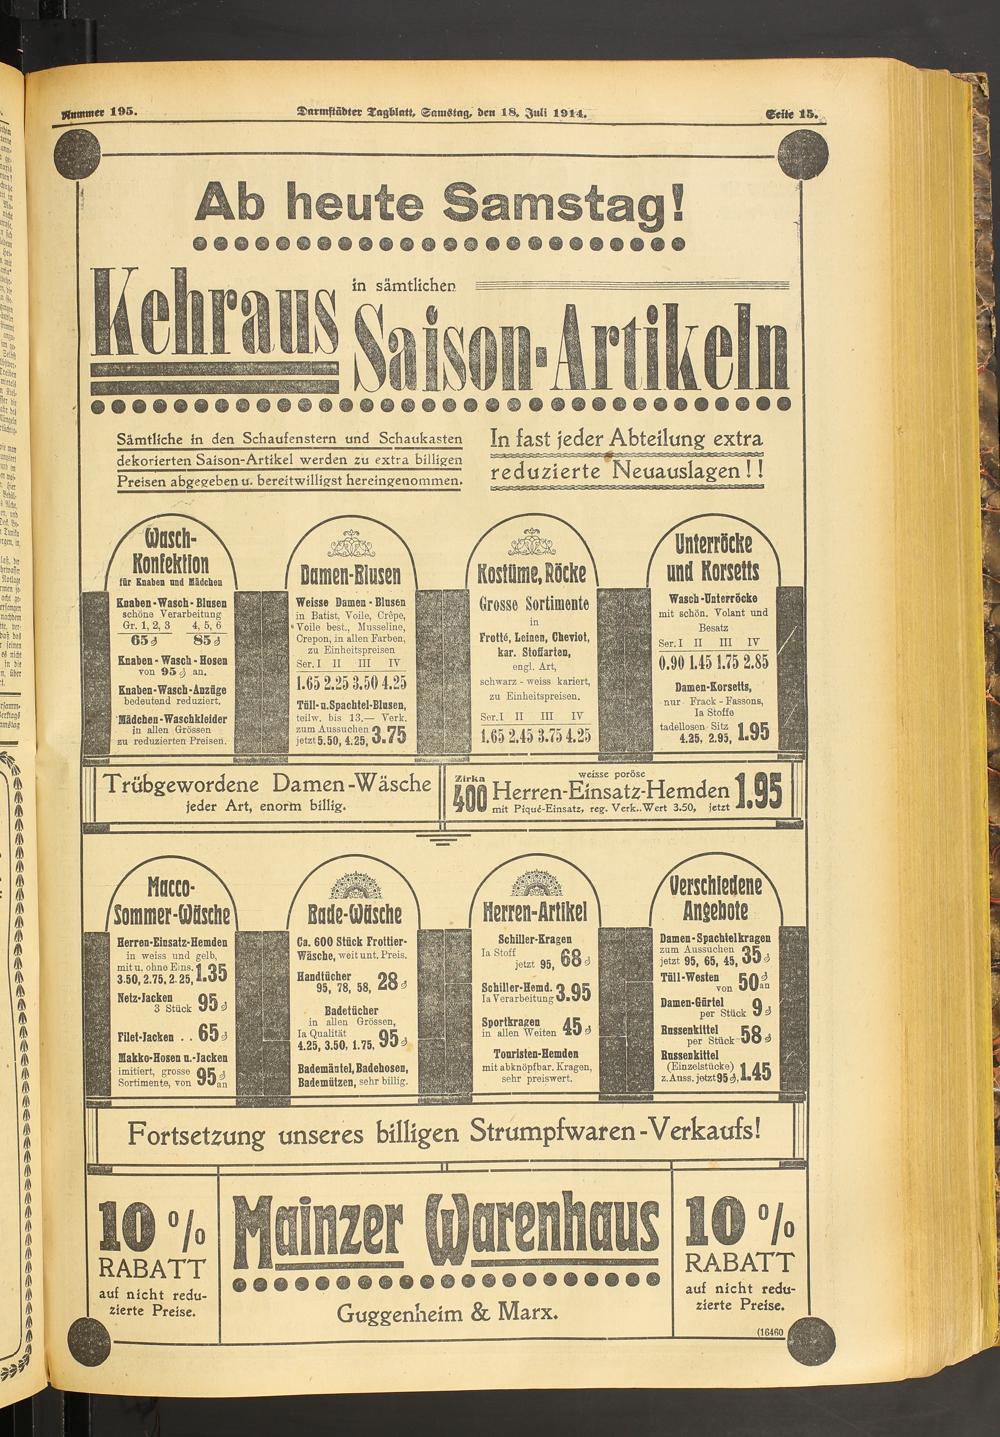 Nummer 195.
Darmstädter Tagblatt, Samstag, den 18. Juli 1914.
Seite 15.
Ab heute Samstag!
Kehraus in sämtlichen
Saison-Artikeln
Sämtliche in den Schaufenstern und Schaukasten
dekorierten Saison-Artikel werden zu extra billigen
Preisen abgegeben u. bereitwilligst hereingenommen.
In fast jeder Abteilung extra
reduzierte Neuauslagen!!
Wasch-
Konfektion
für Knaben und Mädchen
Knaben-Wasch-Blusen
schöne Verarbeitung
Gr. 1, 2, 3 4, 5, 6
65 ₰ 85 ₰
Knaben-Wasch-Hosen
von 95 ₰ an.
Knaben-Wasch-Anzüge
bedeutend reduziert.
Mädchen-Waschkleider
in allen Grössen
zu reduzierten Preisen.
Damen-Blusen
Weisse Damen-Blusen
in Batist, Voile, Crêpe,
Voile best., Musseline,
Crepon, in allen Farben,
zu Einheitspreisen
Ser. I II III IV
1.65 2.25 3.50 4.25
Tüll- u. Spachtel-Blusen,
teilw. bis 13.— Verk.
zum Aussuchen
jetzt 5.50, 4.25, 3.75
Kostüme, Röcke
Grosse Sortimente
in
Frotté, Leinen, Cheviot,
kar. Stoffarten,
engl. Art,
schwarz-weiss kariert,
zu Einheitspreisen.
Ser. I II III IV
1.65 2.45 3.75 4.25
Unterröcke
und Korsetts
Wasch-Unterröcke
mit schön. Volant und
Besatz
Ser. I II III IV
0.90 1.45 1.75 2.85
Damen-Korsetts,
nur Frack-Fassons,
Ia Stoffe
tadellosen Sitz
4.25, 2.95, 1.95
Trübgewordene Damen-Wäsche
jeder Art, enorm billig.
Zirka
400
weisse poröse
Herren-Einsatz-Hemden
mit Piqué-Einsatz, reg. Verk.. Wert 3.50, jetzt 1.95
Macco-
Sommer-Wäsche
Herren-Einsatz-Hemden
in weiss und gelb,
mit u. ohne Eins.
3.50, 2.75, 2.25, 1.35
Netz-Jacken
3 Stück 95 ₰
Filet-Jacken . . 65 ₰
Makko-Hosen u.-Jacken
imitiert, grosse
Sortimente, von 95 ₰ an
Bade-Wäsche
Ca. 600 Stück Frottier-
Wäsche, weit unt. Preis.
Handtücher
95, 78, 58, 28 ₰
Badetücher
in allen Grössen,
Ia Qualität
4.25, 3.50, 1.75, 95 ₰
Bademäntel, Badehosen,
Bademützen, sehr billig.
Herren-Artikel
Schiller-Kragen
Ia Stoff
jetzt 95, 68 ₰
Schiller-Hemd.
Ia Verarbeitung 3.95
Sportkragen
in allen Weiten 45 ₰
Touristen-Hemden
mit abknöpfbar. Kragen,
sehr preiswert.
Verschiedene
Angebote
Damen-Spachtelkragen
zum Aussuchen
jetzt 95, 65, 45, 35 ₰
Tüll-Westen
von 50 ₰ an
Damen-Gürtel
per Stück 9 ₰
Russenkittel
per Stück 58 ₰
Russenkittel
(Einzelstücke)
z. Auss. jetzt 95 ₰, 1.45
Fortsetzung unseres billigen Strumpfwaren-Verkaufs!
10 %
RABATT
auf nicht redu-
zierte Preise.
Mainzer Warenhaus
Guggenheim & Marx.
10 %
RABATT
auf nicht redu-
zierte Preise.
(16460